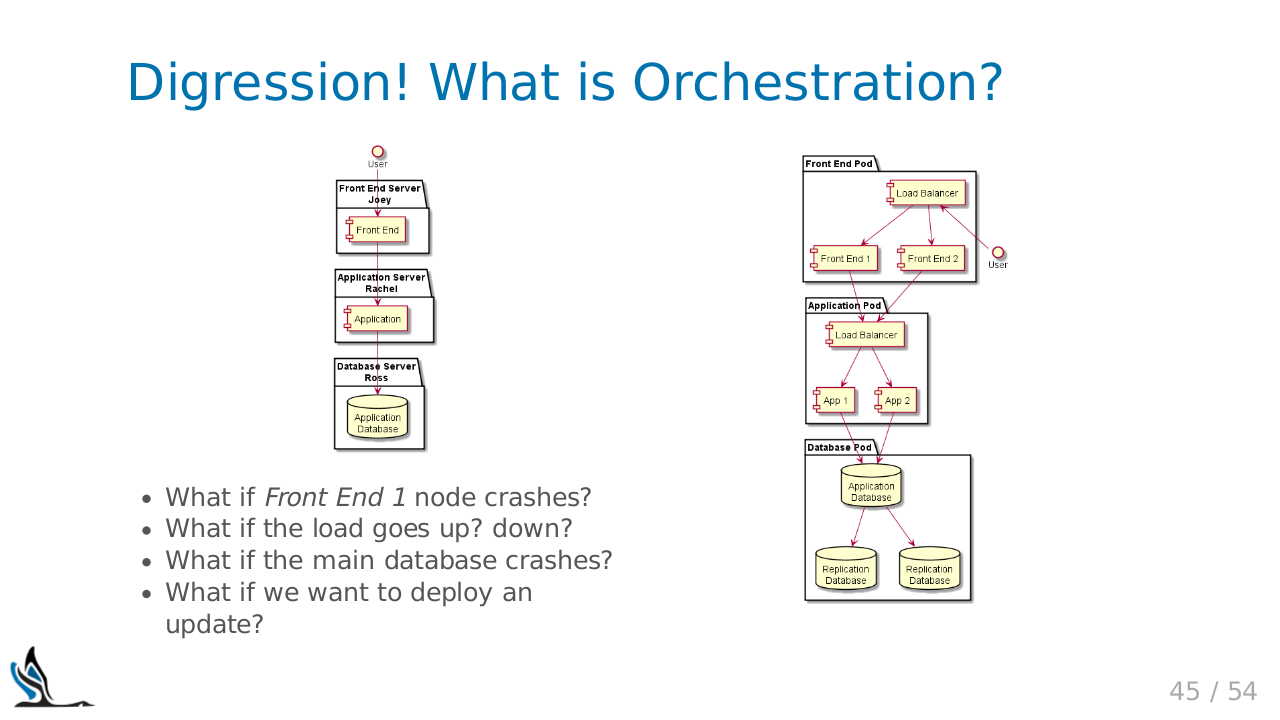 Digression! What is Orchestration?
User
Front End Server
Joey
Front End
Application Server
Rachel
Application
Database Server
Ross
Application
Database
• What if Front End 1 node crashes?
• What if the load goes up? down?
• What if the main database crashes?
• What if we want to deploy an
update?
Front End Pod
Load Balancer
Front End 1
Front End 2
User
Application Pod
Load Balancer
App 1
App 2
Database Pod
Application
Database
Replication
Database
Replication
Database
45 / 54